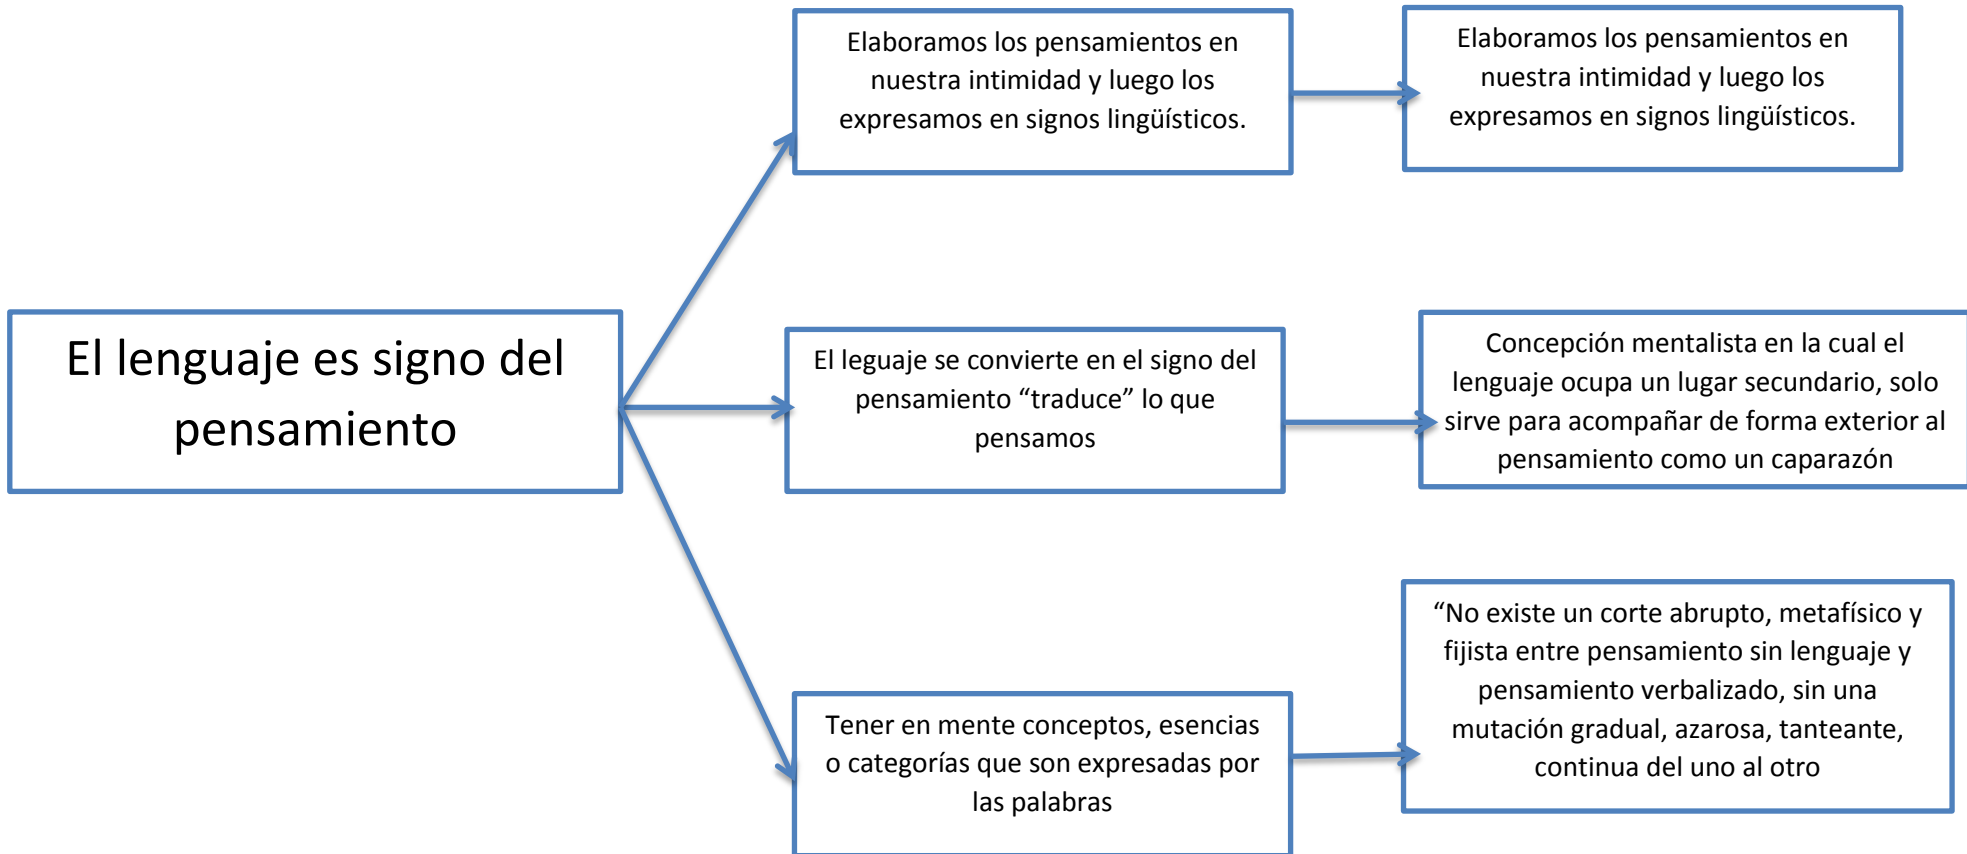 El lenguaje es signo del
pensamiento
Elaboramos los pensamientos en
nuestra intimidad y luego los
expresamos en signos lingüísticos.
Elaboramos los pensamientos en
nuestra intimidad y luego los
expresamos en signos lingüísticos.
El leguaje se convierte en el signo del
pensamiento “traduce” lo que
pensamos
Concepción mentalista en la cual el
lenguaje ocupa un lugar secundario, solo
sirve para acompañar de forma exterior al
pensamiento como un caparazón
Tener en mente conceptos, esencias
o categorías que son expresadas por
las palabras
“No existe un corte abrupto, metafísico y
fijista entre pensamiento sin lenguaje y
pensamiento verbalizado, sin una
mutación gradual, azarosa, tanteante,
continua del uno al otro